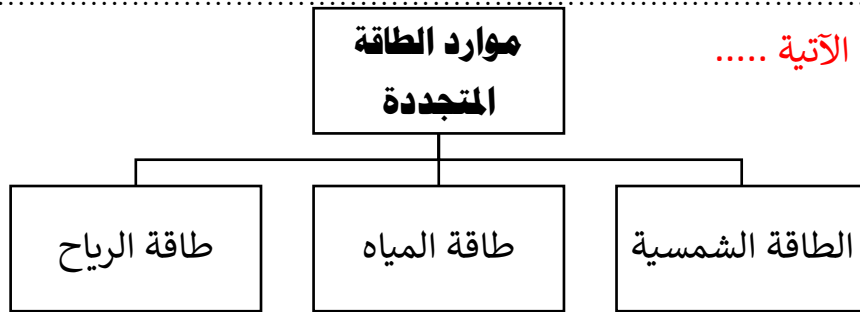 الآتية .....
موارد الطاقة
المتجددة
الطاقة الشمسية
طاقة المياه
طاقة الرياح